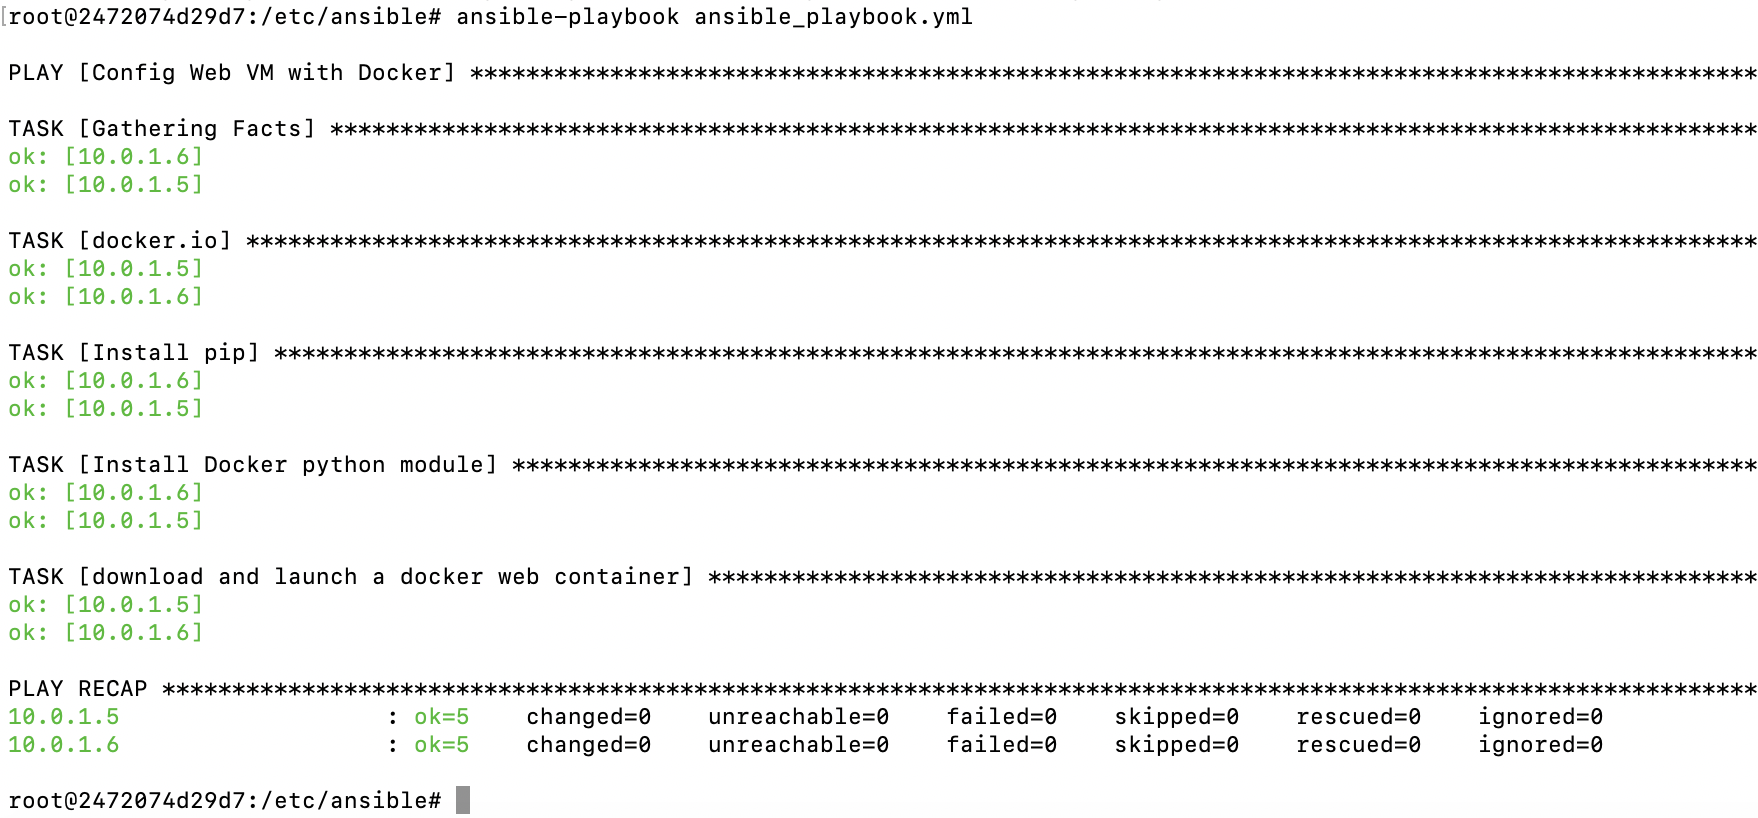 [root@2472074d29d7:/etc/ansible# ansible-playbook ansible_playbook.yml
PLAY [Config Web VM with Docker] ********************************************************************************************
TASK [Gathering Facts] ******************************************************************************************************
ok: [10.0.1.6]
ok: [10.0.1.5]
TASK [docker.io] ************************************************************************************************************
ok: [10.0.1.5]
ok: [10.0.1.6]
TASK [Install pip] **********************************************************************************************************
ok: [10.0.1.6]
ok: [10.0.1.5]
TASK [Install Docker python module] *****************************************************************************************
ok: [10.0.1.6]
ok: [10.0.1.5]
TASK [download and launch a docker web container] ***************************************************************************
ok: [10.0.1.5]
ok: [10.0.1.6]
PLAY RECAP ******************************************************************************************************************
10.0.1.5                   : ok=5    changed=0    unreachable=0    failed=0    skipped=0    rescued=0    ignored=0
10.0.1.6                   : ok=5    changed=0    unreachable=0    failed=0    skipped=0    rescued=0    ignored=0
root@2472074d29d7:/etc/ansible#